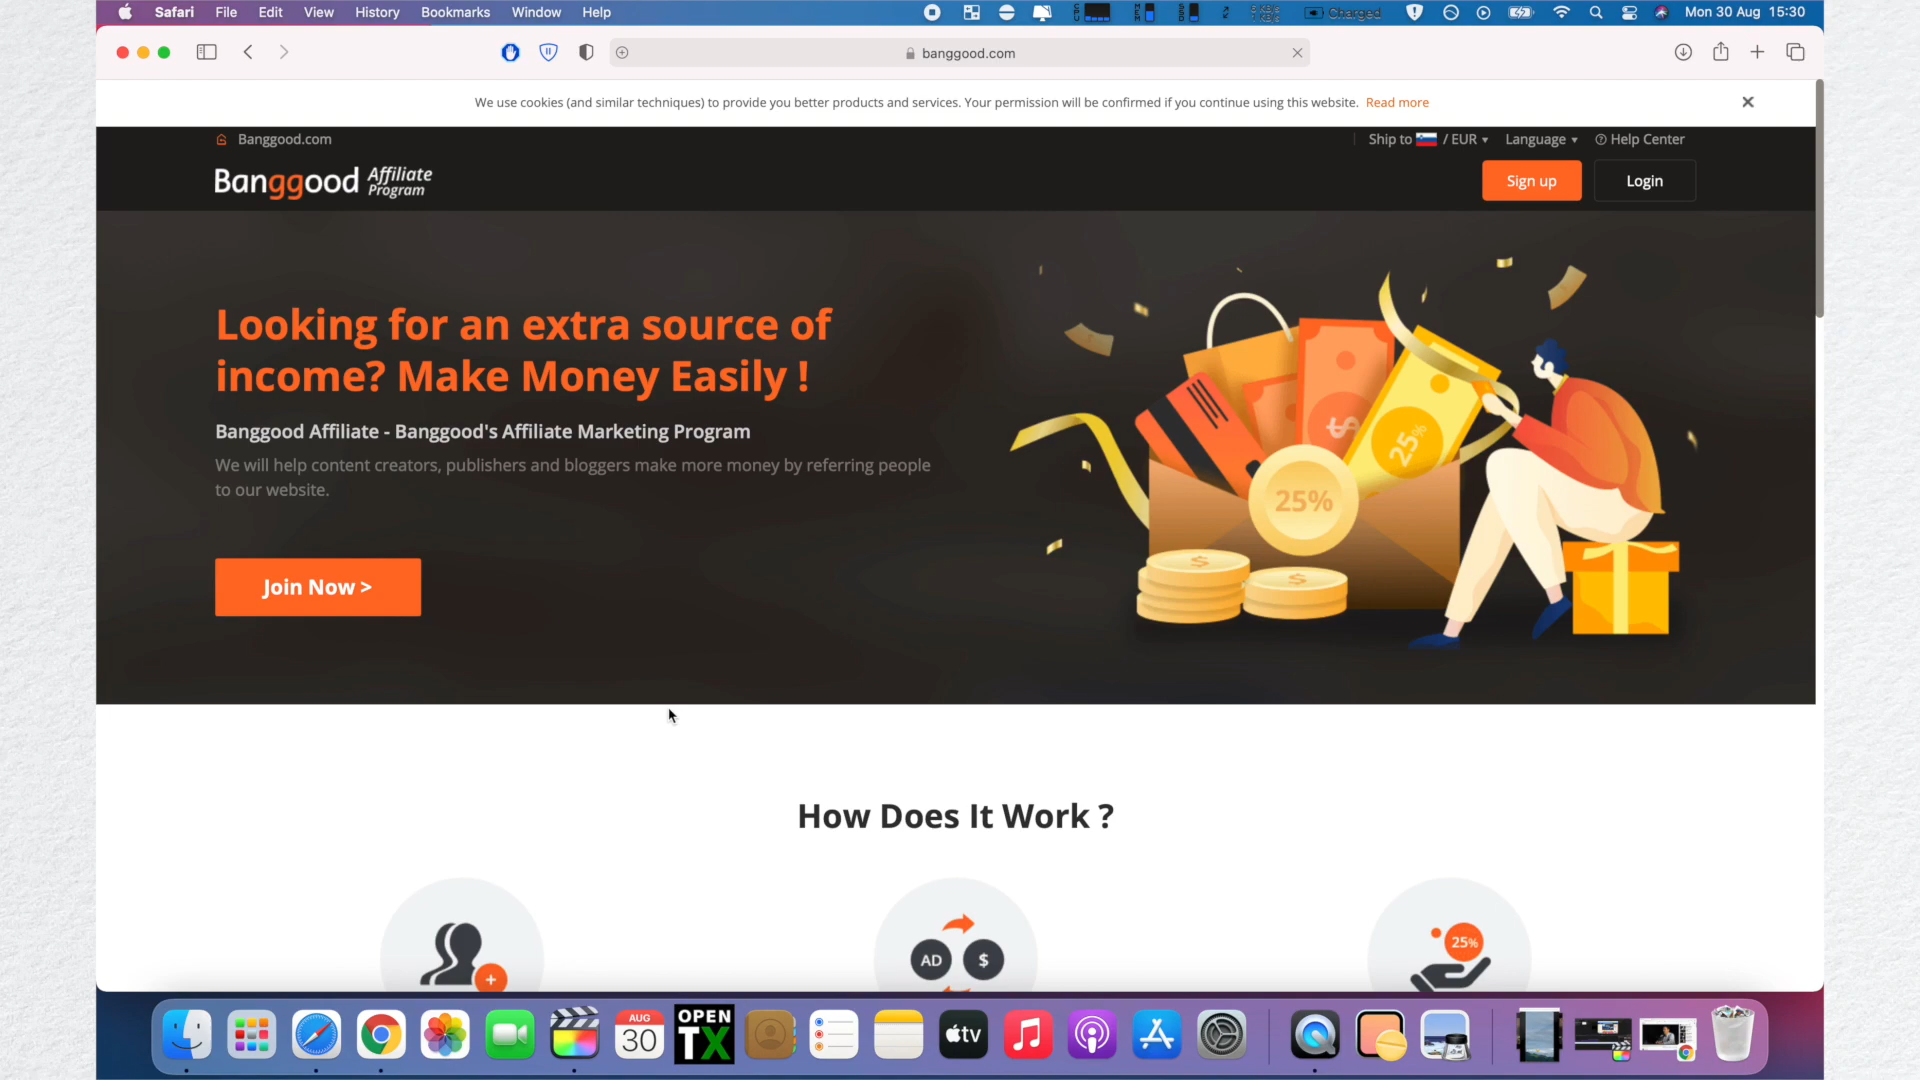 Safari File Edit View History Bookmarks Window Help
Charged
Mon 30 Aug 15:30
banggood.com
We use cookies (and similar techniques) to provide you better products and services. Your permission will be confirmed if you continue using this website. Read more
Banggood.com
Ship to / EUR Language Help Center
Banggood Affiliate Program
Sign up
Login
Looking for an extra source of
income? Make Money Easily !
Banggood Affiliate - Banggood's Affiliate Marketing Program
We will help content creators, publishers and bloggers make more money by referring people
to our website.
Join Now >
$
25%
25%
$
$
How Does It Work ?
AD
$
25%
AUG
30
OPEN
TX
tv